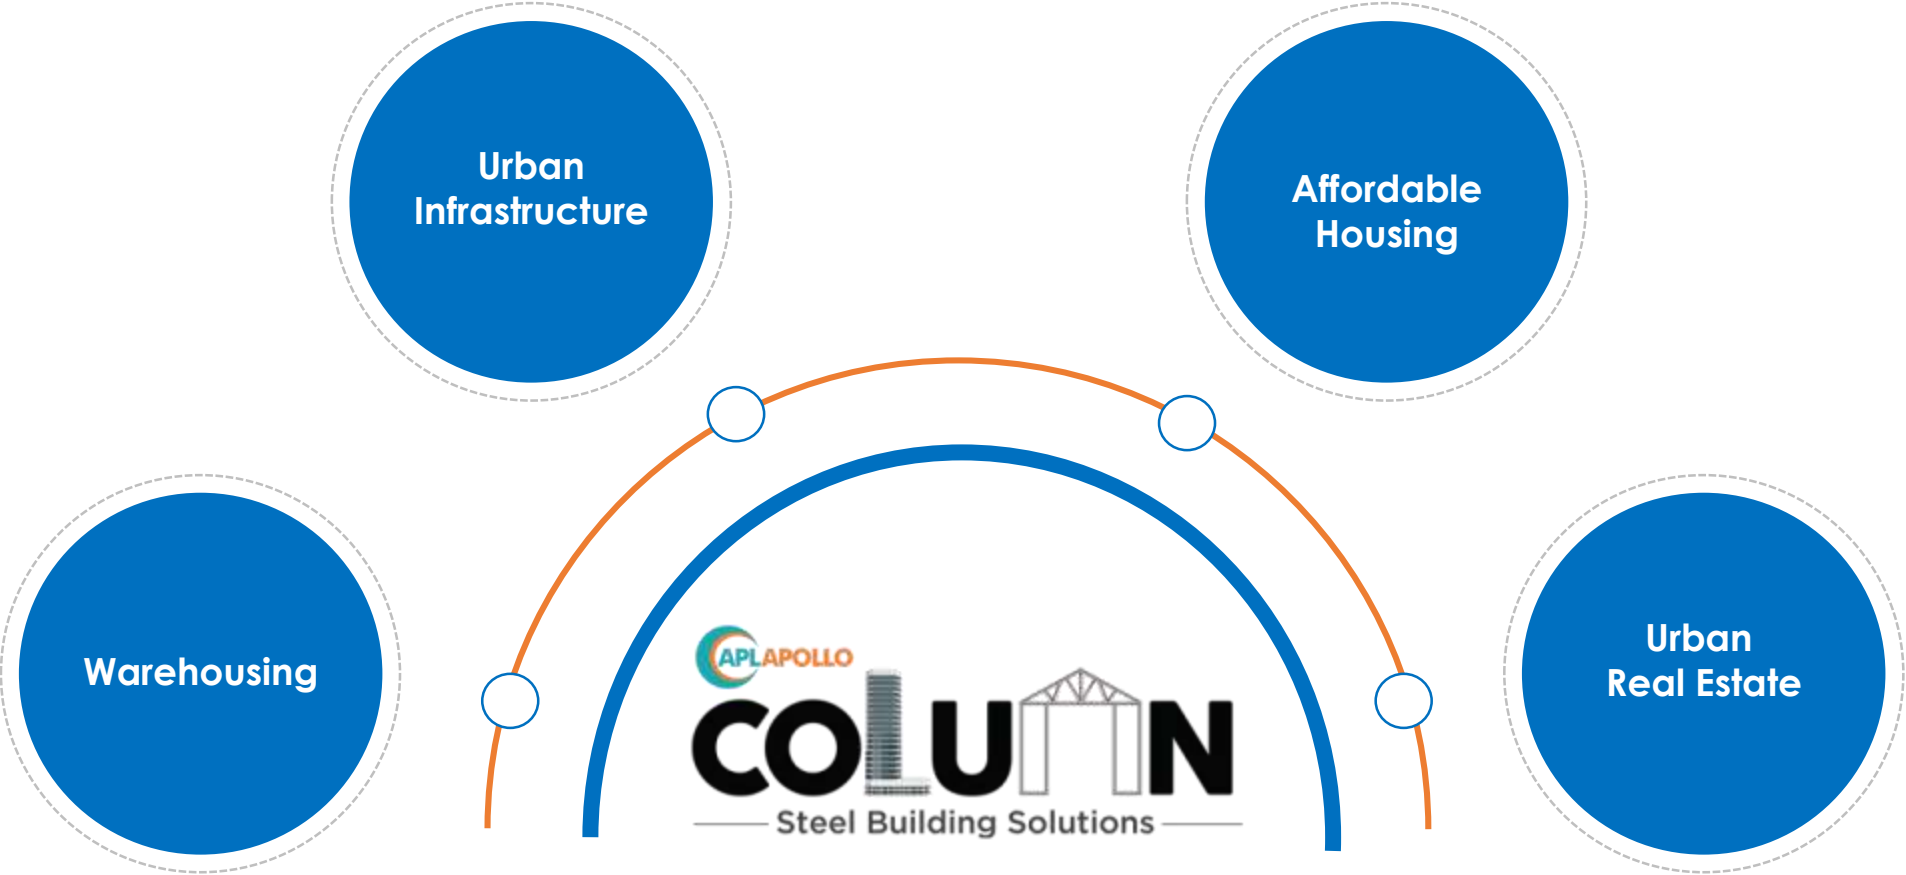 Urban
Infrastructure
Affordable
Housing
Warehousing
Urban
Real Estate
APLAPOLLO
COLUMN
Steel Building Solutions